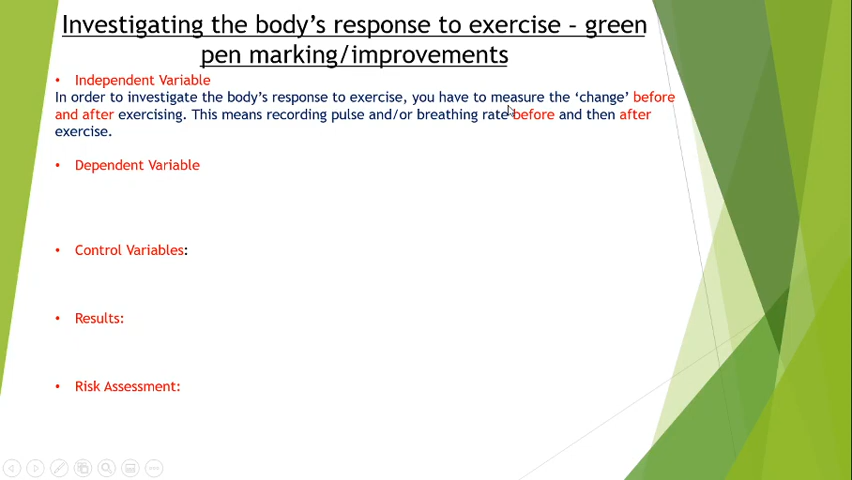 Investigating the body’s response to exercise – green
pen marking/improvements
• Independent Variable
In order to investigate the body’s response to exercise, you have to measure the ‘change’ before
and after exercising. This means recording pulse and/or breathing rate before and then after
exercise.
• Dependent Variable
• Control Variables:
• Results:
• Risk Assessment: